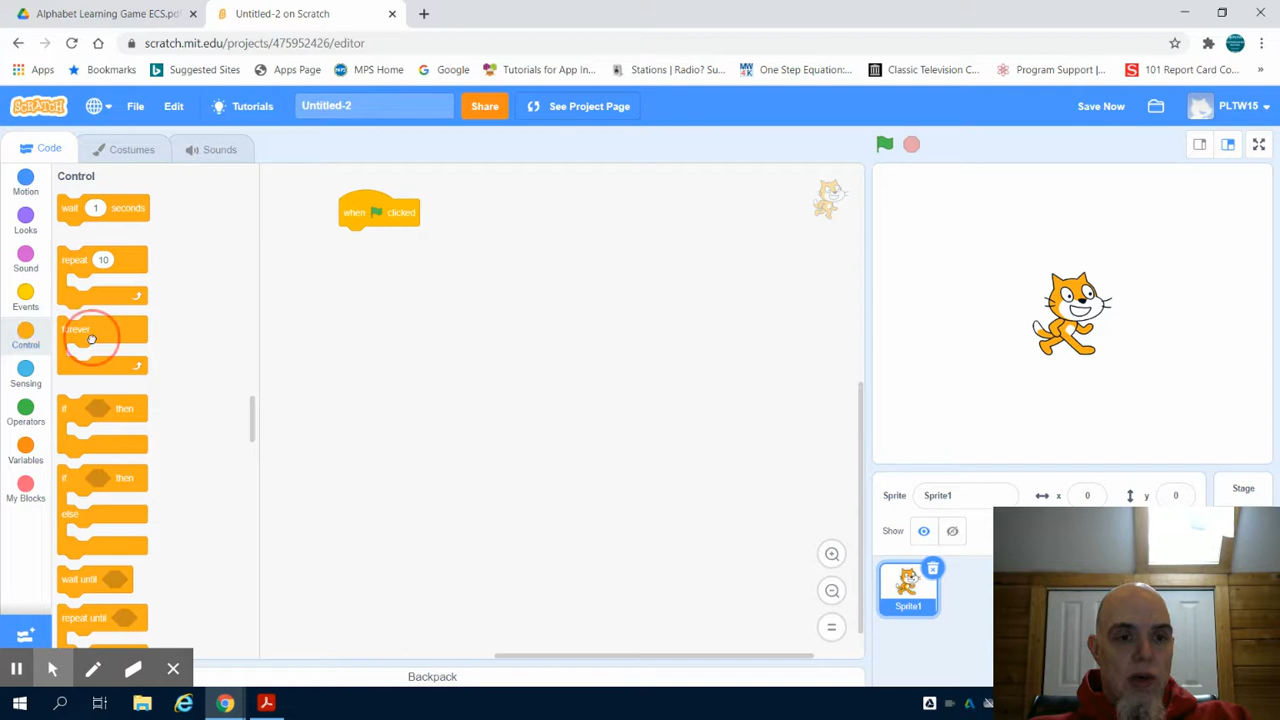 Alphabet Learning Game ECS.pdf
Untitled-2 on Scratch
scratch.mit.edu/projects/475952426/editor
Apps
Bookmarks
Suggested Sites
Apps Page
MPS Home
Google
Tutorials for App In...
Stations | Radio? Su...
One Step Equation:...
Classic Television C...
Program Support |...
101 Report Card Co...
»
SCRATCH
File
Edit
Tutorials
Untitled-2
Share
See Project Page
Save Now
PLTW15
Code
Costumes
Sounds
Motion
Looks
Sound
Events
Control
Sensing
Operators
Variables
My Blocks
Control
wait 1 seconds
repeat 10
forever
if then
if then
else
wait until
repeat until
when clicked
Backpack
Sprite
Sprite1
x
0
y
0
Show
Stage
Sprite1